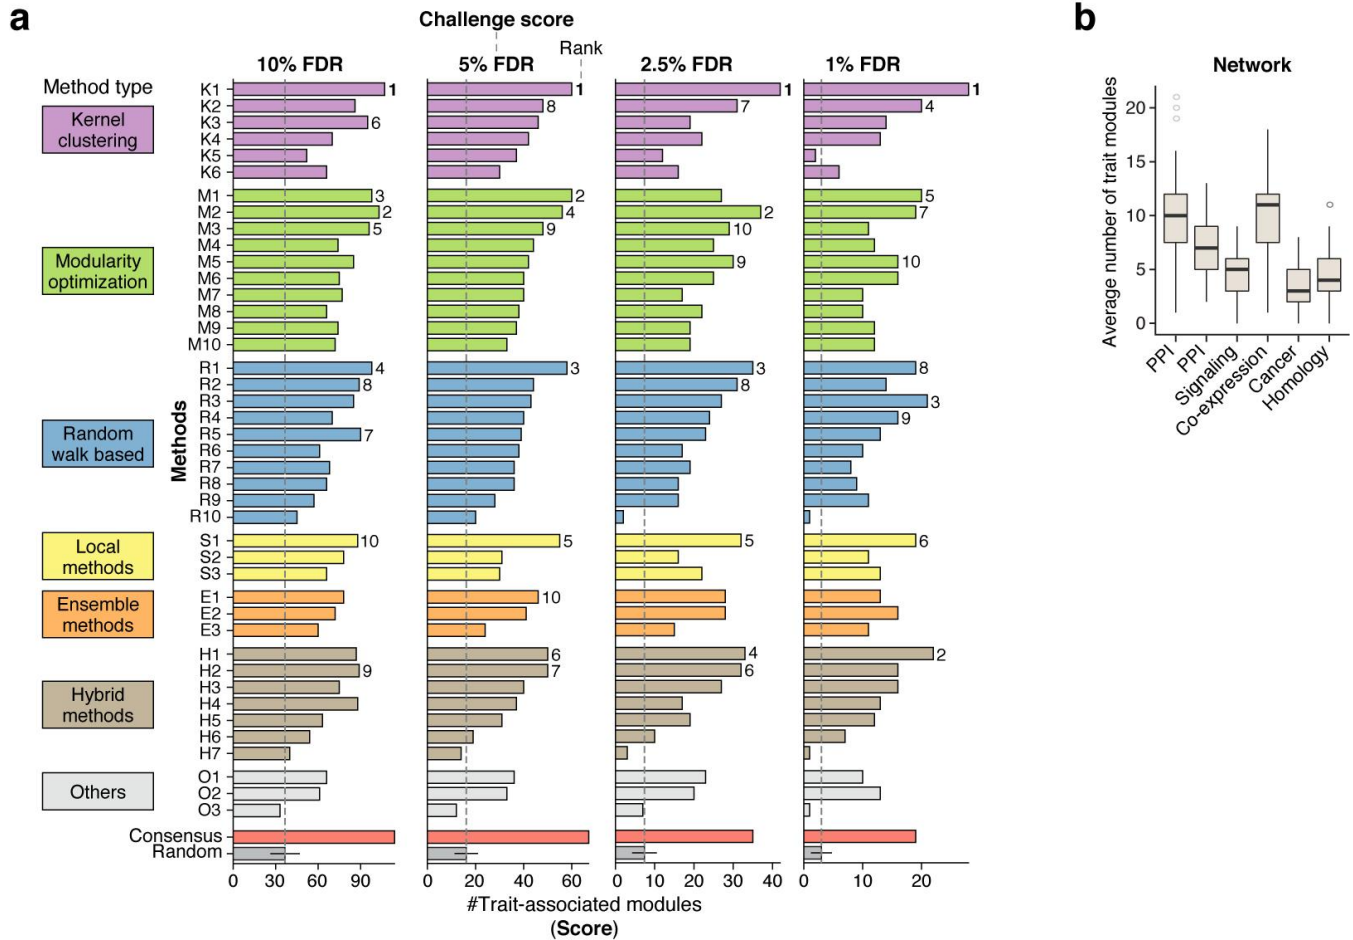 a
Challenge score
Rank
10% FDR
5% FDR
2.5% FDR
1% FDR
Method type
Kernel
clustering
Modularity
optimization
Random
walk based
Local
methods
Ensemble
methods
Hybrid
methods
Others
Methods
K1 1 1 1 1
K2 8 7 4
K3 6
K4
K5
K6
M1 3 2 5
M2 2 4 2 7
M3 5 9 10
M4
M5 9 10
M6
M7
M8
M9
M10
R1 4 3 3 8
R2 8 8
R3 3
R4 9
R5 7
R6
R7
R8
R9
R10
S1 10 5 5 6
S2
S3
E1 10
E2
E3
H1 6 4 2
H2 9 7 6
H3
H4
H5
H6
H7
O1
O2
O3
Consensus
Random
0 30 60 90
0 20 40 60
0 10 20 30 40
0 10 20
#Trait-associated modules
(Score)
b
Network
Average number of trait modules
20
15
10
5
0
PPI
PPI
Signaling
Co-expression
Cancer
Homology